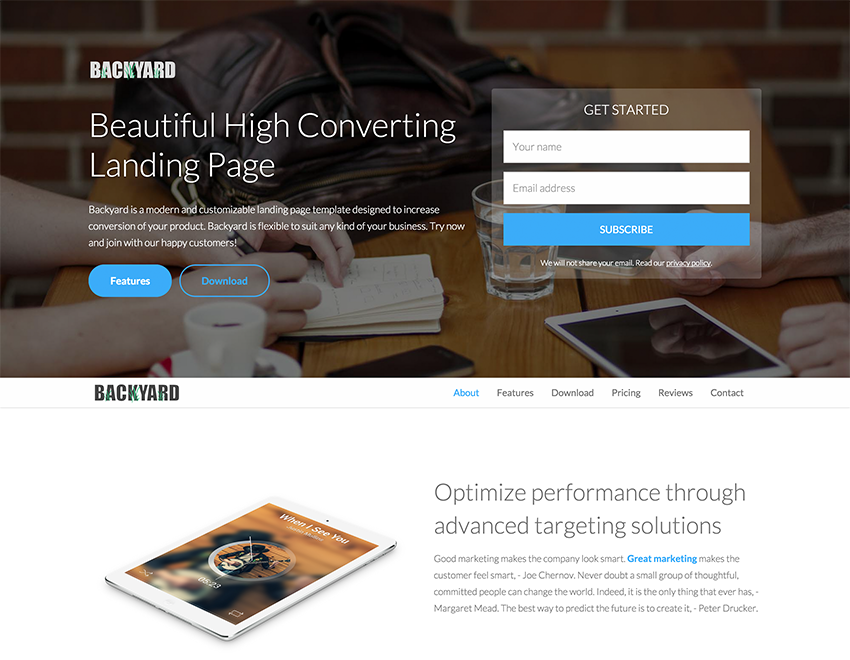 BACKYARD
Beautiful High Converting
Landing Page
Backyard is a modern and customizable landing page template designed to increase
conversion of your product. Backyard is flexible to suit any kind of your business. Try now
and join with our happy customers!
Features
Download
GET STARTED
Your name
Email address
SUBSCRIBE
We will not share your email. Read our privacy policy.
BACKYARD
About
Features
Download
Pricing
Reviews
Contact
When I See You
05:23
Optimize performance through
advanced targeting solutions
Good marketing makes the company look smart. Great marketing makes the
customer feel smart, - Joe Chernov. Never doubt a small group of thoughtful,
committed people can change the world. Indeed, it is the only thing that ever has, -
Margaret Mead. The best way to predict the future is to create it, - Peter Drucker.